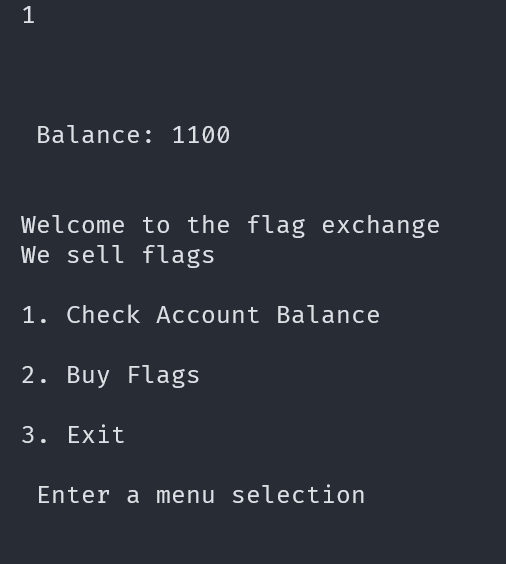 1
Balance: 1100
Welcome to the flag exchange
We sell flags
1. Check Account Balance
2. Buy Flags
3. Exit
Enter a menu selection